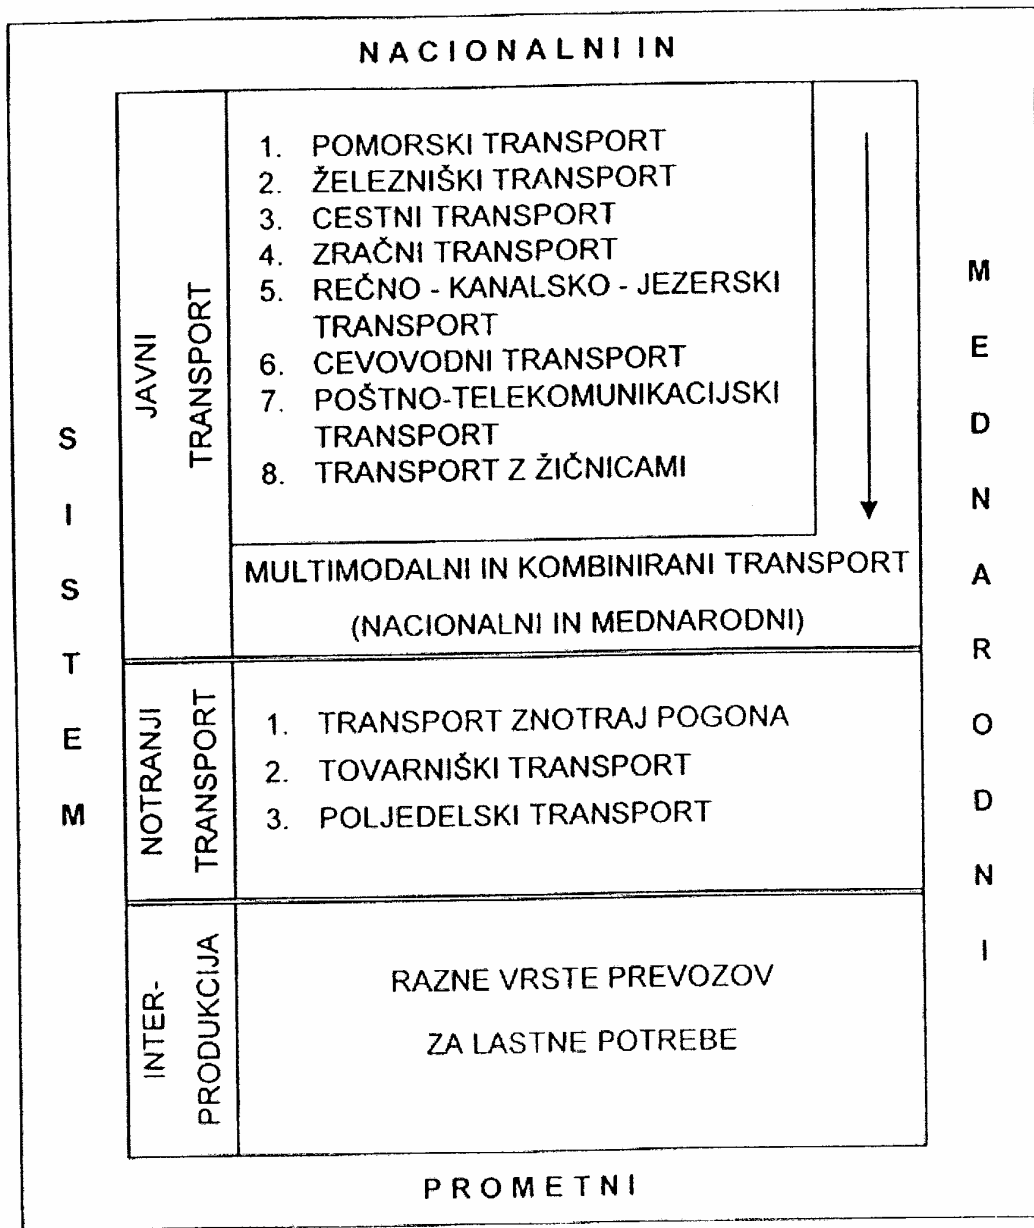 NACIONALNI IN
MEDNARODNI
PROMETNI
SISTEM
JAVNI
TRANSPORT
1. POMORSKI TRANSPORT
2. ŽELEZNIŠKI TRANSPORT
3. CESTNI TRANSPORT
4. ZRAČNI TRANSPORT
5. REČNO - KANALSKO - JEZERSKI
TRANSPORT
6. CEVOVODNI TRANSPORT
7. POŠTNO-TELEKOMUNIKACIJSKI
TRANSPORT
8. TRANSPORT Z ŽIČNICAMI
MULTIMODALNI IN KOMBINIRANI TRANSPORT
(NACIONALNI IN MEDNARODNI)
NOTRANJI
TRANSPORT
1. TRANSPORT ZNOTRAJ POGONA
2. TOVARNIŠKI TRANSPORT
3. POLJEDELSKI TRANSPORT
INTER-
PRODUKCIJA
RAZNE VRSTE PREVOZOV
ZA LASTNE POTREBE